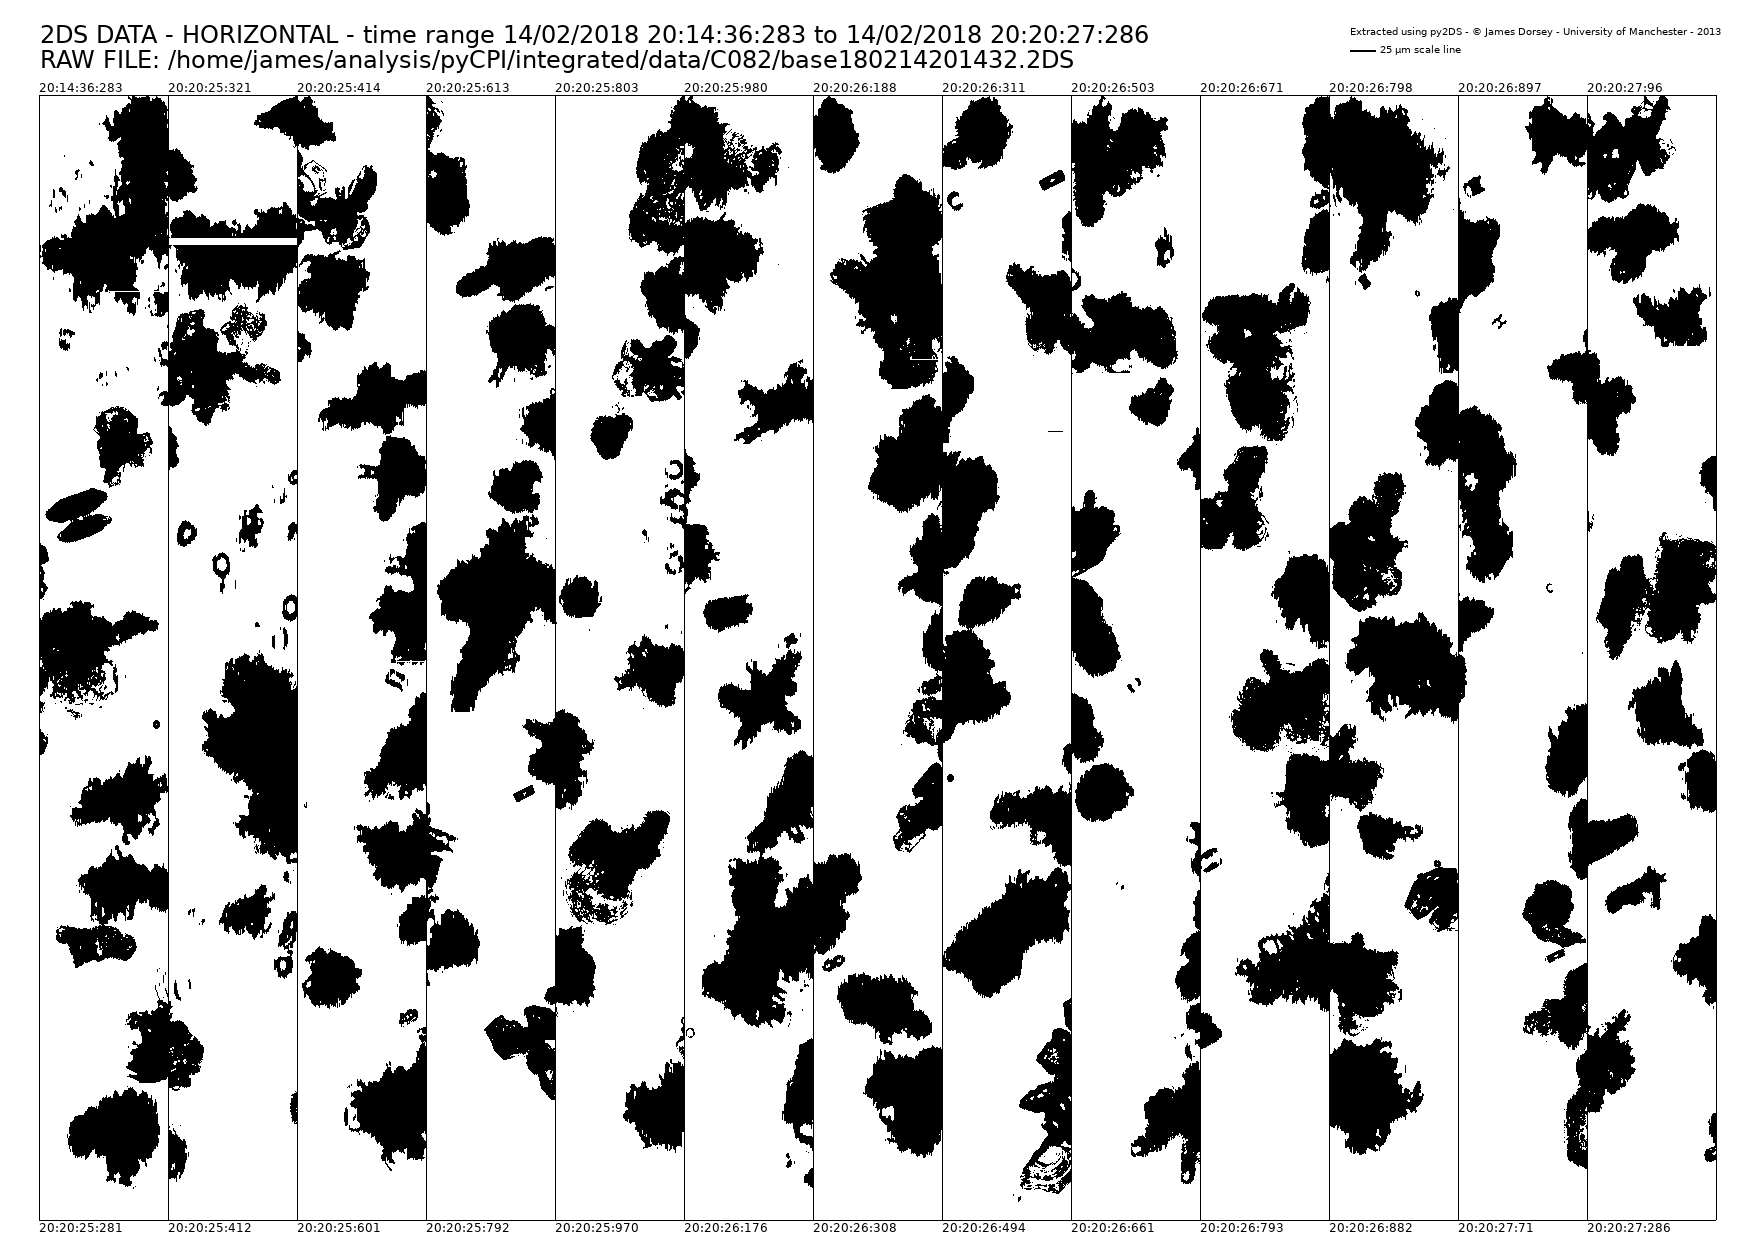 2DS DATA - HORIZONTAL - time range 14/02/2018 20:14:36:283 to 14/02/2018 20:20:27:286
RAW FILE: /home/james/analysis/pyCPI/integrated/data/C082/base180214201432.2DS
Extracted using py2DS - © James Dorsey - University of Manchester - 2013
25 µm scale line
20:14:36:283 20:20:25:321 20:20:25:414 20:20:25:613 20:20:25:803 20:20:25:980 20:20:26:188 20:20:26:311 20:20:26:503 20:20:26:671 20:20:26:798 20:20:26:897 20:20:27:96
20:20:25:281 20:20:25:412 20:20:25:601 20:20:25:792 20:20:25:970 20:20:26:176 20:20:26:308 20:20:26:494 20:20:26:661 20:20:26:793 20:20:26:882 20:20:27:71 20:20:27:286